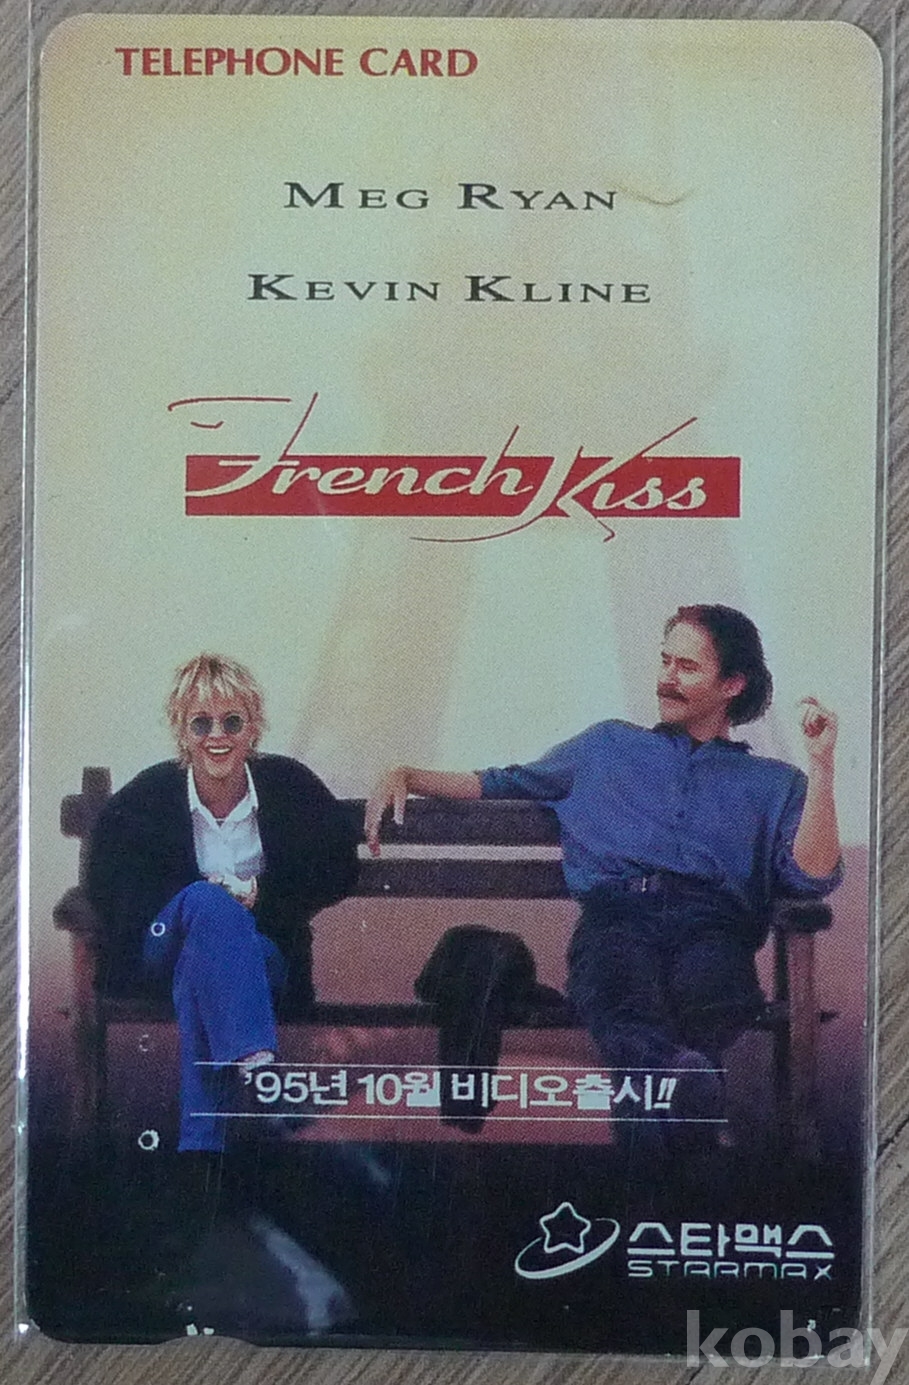 TELEPHONE CARD
MEG RYAN
KEVIN KLINE
French Kiss
'95년 10월 비디오출시!!
스타맥스
STARMAX
kobay